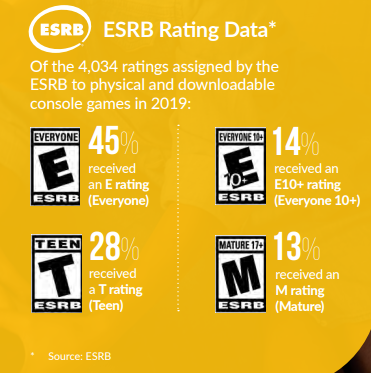 ESRB
ESRB Rating Data*
Of the 4,034 ratings assigned by the
ESRB to physical and downloadable
console games in 2019:
EVERYONE
E
ESRB
45%
received
an E rating
(Everyone)
EVERYONE 10+
E
10+
ESRB
14%
received an
E10+ rating
(Everyone 10+)
TEEN
T
ESRB
28%
received
a T rating
(Teen)
MATURE 17+
M
ESRB
13%
received an
M rating
(Mature)
* Source: ESRB